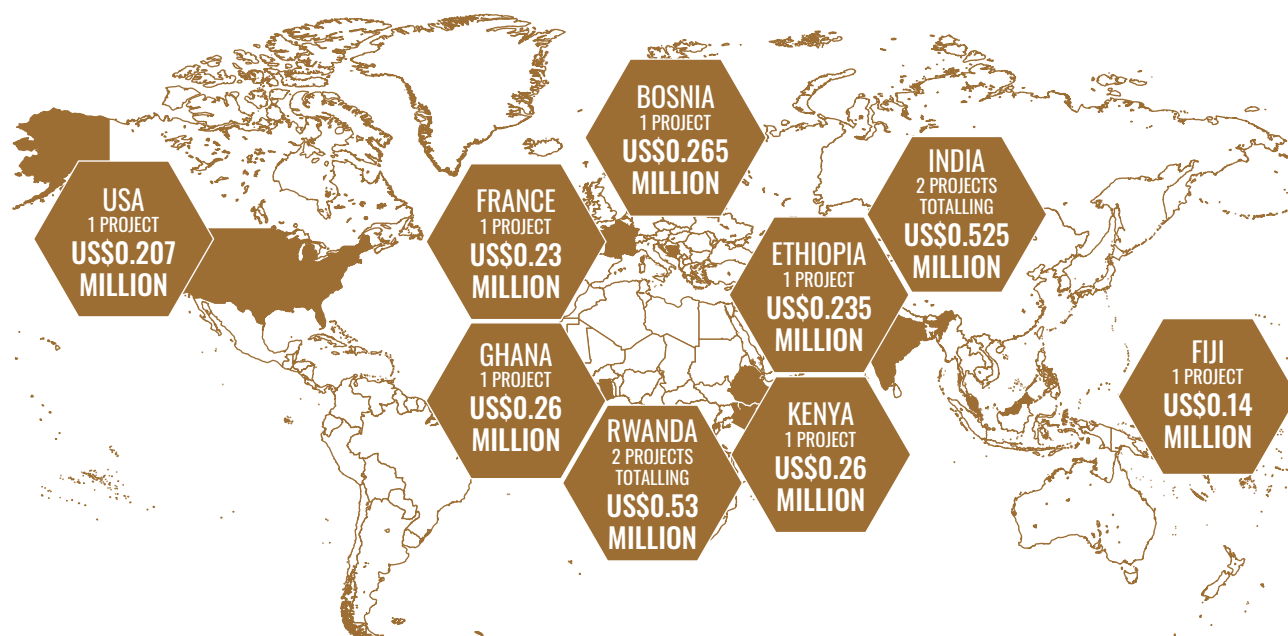 BOSNIA
1 PROJECT
US$0.265
MILLION
INDIA
2 PROJECTS
TOTALLING
US$0.525
MILLION
USA
1 PROJECT
US$0.207
MILLION
FRANCE
1 PROJECT
US$0.23
MILLION
ETHIOPIA
1 PROJECT
US$0.235
MILLION
GHANA
1 PROJECT
US$0.26
MILLION
FIJI
1 PROJECT
US$0.14
MILLION
RWANDA
2 PROJECTS
TOTALLING
US$0.53
MILLION
KENYA
1 PROJECT
US$0.26
MILLION